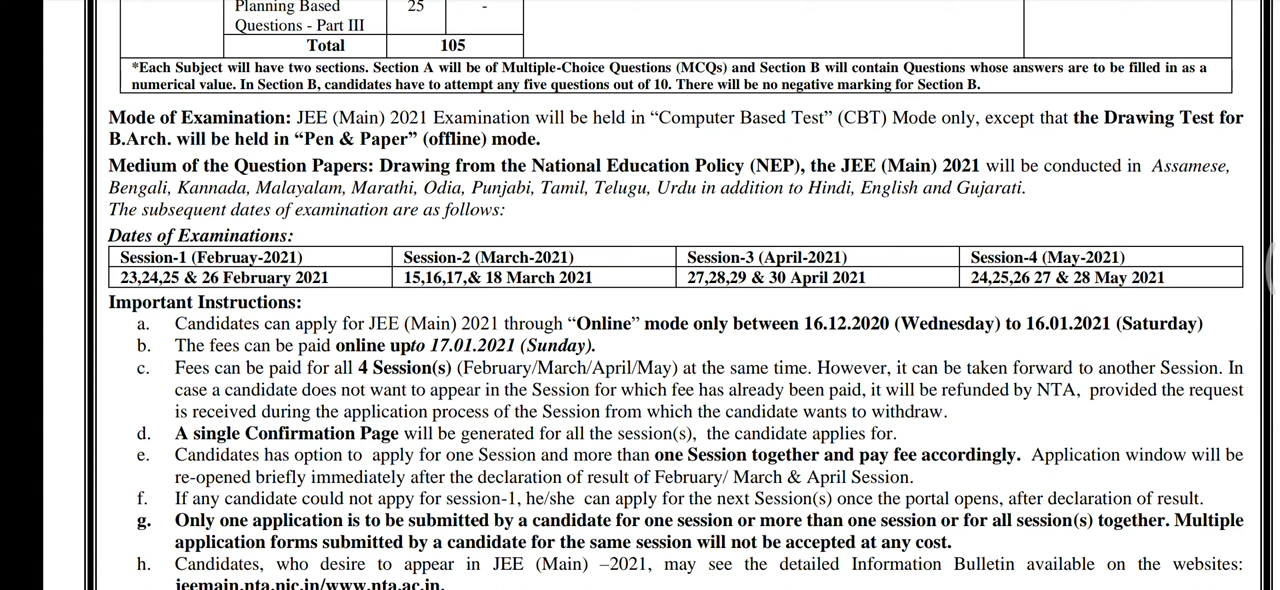 Planning Based 25 -
Questions - Part III
Total 105
*Each Subject will have two sections. Section A will be of Multiple-Choice Questions (MCQs) and Section B will contain Questions whose answers are to be filled in as a
numerical value. In Section B, candidates have to attempt any five questions out of 10. There will be no negative marking for Section B.
Mode of Examination: JEE (Main) 2021 Examination will be held in “Computer Based Test” (CBT) Mode only, except that the Drawing Test for
B.Arch. will be held in “Pen & Paper” (offline) mode.
Medium of the Question Papers: Drawing from the National Education Policy (NEP), the JEE (Main) 2021 will be conducted in Assamese,
Bengali, Kannada, Malayalam, Marathi, Odia, Punjabi, Tamil, Telugu, Urdu in addition to Hindi, English and Gujarati.
The subsequent dates of examination are as follows:
Dates of Examinations:
Session-1 (Februay-2021) Session-2 (March-2021) Session-3 (April-2021) Session-4 (May-2021)
23,24,25 & 26 February 2021 15,16,17,& 18 March 2021 27,28,29 & 30 April 2021 24,25,26 27 & 28 May 2021
Important Instructions:
a. Candidates can apply for JEE (Main) 2021 through “Online” mode only between 16.12.2020 (Wednesday) to 16.01.2021 (Saturday)
b. The fees can be paid online upto 17.01.2021 (Sunday).
c. Fees can be paid for all 4 Session(s) (February/March/April/May) at the same time. However, it can be taken forward to another Session. In
case a candidate does not want to appear in the Session for which fee has already been paid, it will be refunded by NTA, provided the request
is received during the application process of the Session from which the candidate wants to withdraw.
d. A single Confirmation Page will be generated for all the session(s), the candidate applies for.
e. Candidates has option to apply for one Session and more than one Session together and pay fee accordingly. Application window will be
re-opened briefly immediately after the declaration of result of February/ March & April Session.
f. If any candidate could not appy for session-1, he/she can apply for the next Session(s) once the portal opens, after declaration of result.
g. Only one application is to be submitted by a candidate for one session or more than one session or for all session(s) together. Multiple
application forms submitted by a candidate for the same session will not be accepted at any cost.
h. Candidates, who desire to appear in JEE (Main) –2021, may see the detailed Information Bulletin available on the websites:
jeemain.nta.nic.in/www.nta.ac.in.